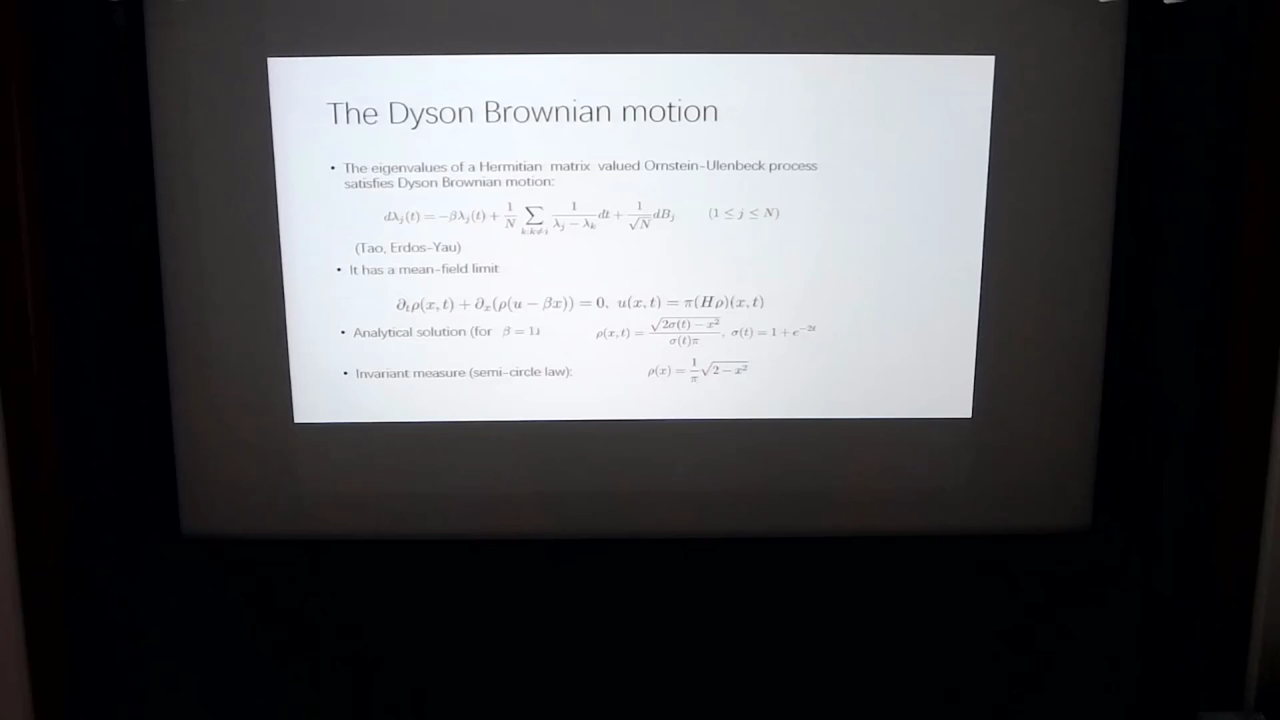 The Dyson Brownian motion
• The eigenvalues of a Hermitian matrix valued Ornstein-Ulenbeck process
satisfies Dyson Brownian motion:
dλ_j(t) = −βλ_j(t) + 1/N ∑_{k:k≠j} 1/(λ_j − λ_k) dt + 1/√N dB_j (1 ≤ j ≤ N)
(Tao, Erdos-Yau)
• It has a mean-field limit
∂_tρ(x, t) + ∂_x(ρ(u − βx)) = 0, u(x, t) = π(Hρ)(x, t)
• Analytical solution (for β = 1) ρ(x, t) = √(2σ(t) − x²)/(σ(t)π), σ(t) = 1 + e^{−2t}
• Invariant measure (semi-circle law): ρ(x) = 1/π √(2 − x²)